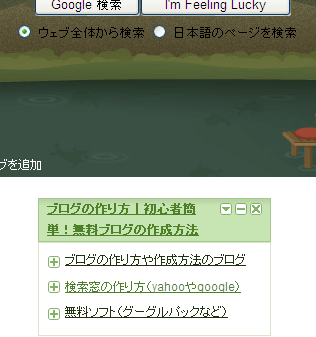 Google 検索
I'm Feeling Lucky
ウェブ全体から検索 日本語のページを検索
ブを追加
ブログの作り方｜初心者簡
単！無料ブログの作成方法
ブログの作り方や作成方法のブログ
検索窓の作り方（yahooやgoogle）
無料ソフト（グーグルパックなど）